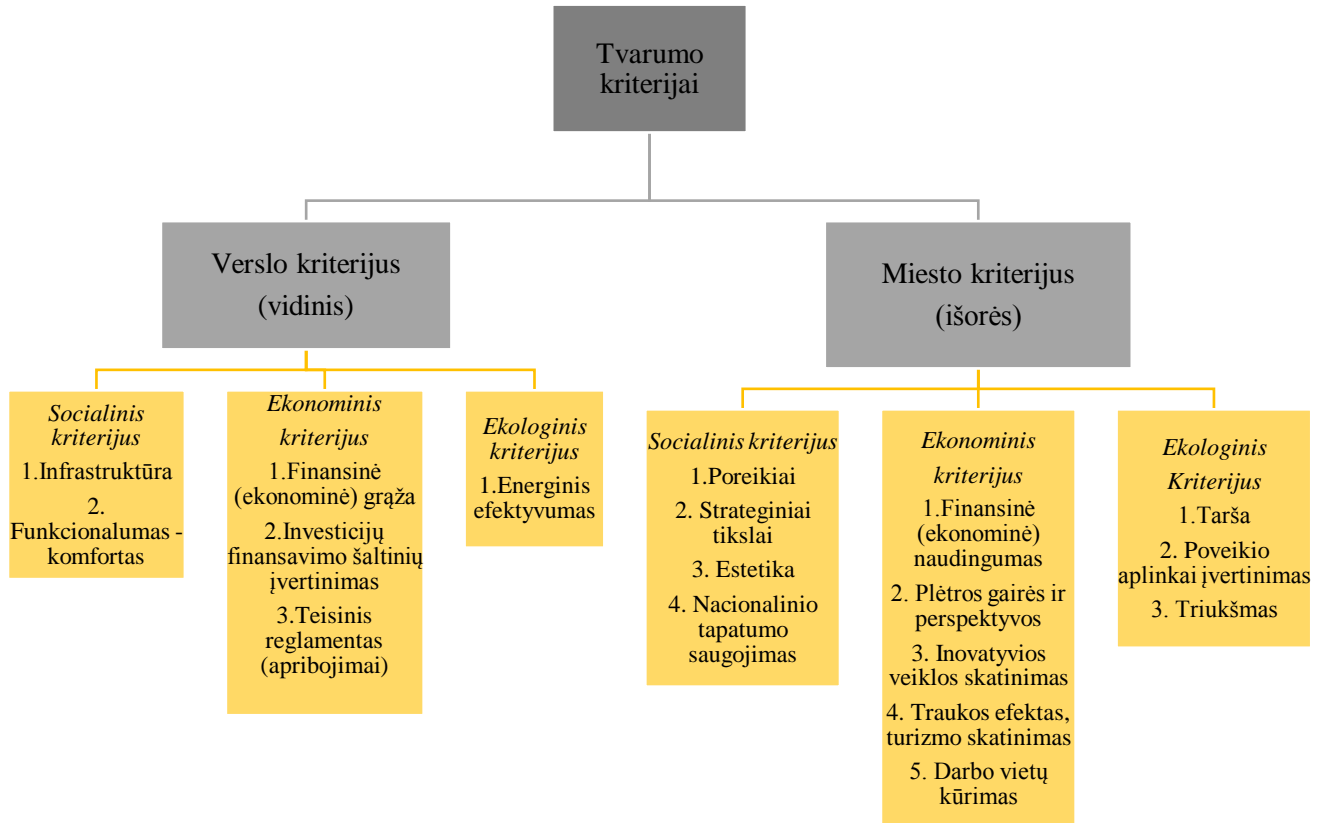 Tvarumo
kriterijai
Verslo kriterijus
(vidinis)
Miesto kriterijus
(išorės)
Socialinis
kriterijus
1.Infrastruktūra
2.
Funkcionalumas -
komfortas
Ekonominis
kriterijus
1.Finansinė
(ekonominė) grąža
2.Investicijų
finansavimo šaltinių
įvertinimas
3.Teisinis
reglamentas
(apribojimai)
Ekologinis
kriterijus
1.Energinis
efektyvumas
Socialinis kriterijus
1.Poreikiai
2. Strateginiai
tikslai
3. Estetika
4. Nacionalinio
tapatumo
saugojimas
Ekonominis
kriterijus
1.Finansinė
(ekonominė)
naudingumas
2. Plėtros gairės ir
perspektyvos
3. Inovatyvios
veiklos skatinimas
4. Traukos efektas,
turizmo skatinimas
5. Darbo vietų
kūrimas
Ekologinis
Kriterijus
1.Tarša
2. Poveikio
aplinkai įvertinimas
3. Triukšmas